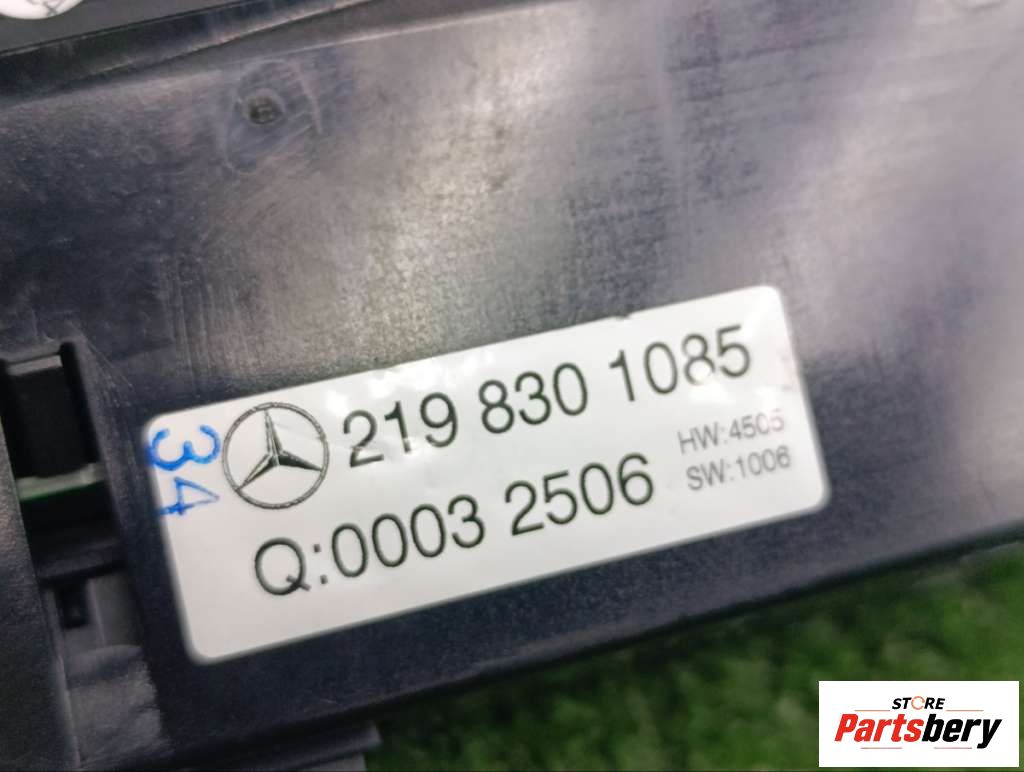 34
219 830 1085
HW:4505
Q:0003 2506
SW:1006
STORE
Partsbery